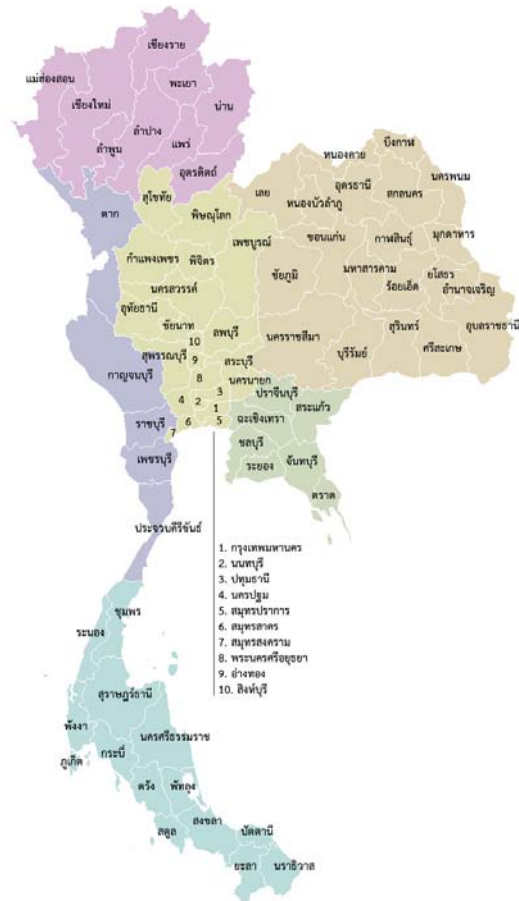 เชียงราย
แม่ฮ่องสอน
พะเยา
เชียงใหม่
น่าน
ลำปาง
แพร่
ลำพูน
อุตรดิตถ์
บึงกาฬ
หนองคาย
เลย
อุดรธานี
นครพนม
สกลนคร
หนองบัวลำภู
สุโขทัย
ตาก
พิษณุโลก
เพชรบูรณ์
ขอนแก่น
กาฬสินธุ์
มุกดาหาร
กำแพงเพชร
พิจิตร
ชัยภูมิ
มหาสารคาม
ยโสธร
ร้อยเอ็ด
อำนาจเจริญ
นครสวรรค์
อุทัยธานี
ชัยนาท
ลพบุรี
นครราชสีมา
สุรินทร์
อุบลราชธานี
10
สุพรรณบุรี
9
สระบุรี
บุรีรัมย์
ศรีสะเกษ
กาญจนบุรี
8
นครนายก
ปราจีนบุรี
4
2
3
สระแก้ว
1
ราชบุรี
6
5
ฉะเชิงเทรา
7
ชลบุรี
เพชรบุรี
ระยอง
จันทบุรี
ตราด
ประจวบคีรีขันธ์
1. กรุงเทพมหานคร
2. นนทบุรี
3. ปทุมธานี
4. นครปฐม
5. สมุทรปราการ
6. สมุทรสาคร
7. สมุทรสงคราม
8. พระนครศรีอยุธยา
9. อ่างทอง
10. สิงห์บุรี
ชุมพร
ระนอง
สุราษฎร์ธานี
พังงา
นครศรีธรรมราช
ภูเก็ต
กระบี่
ตรัง
พัทลุง
สตูล
สงขลา
ปัตตานี
ยะลา
นราธิวาส